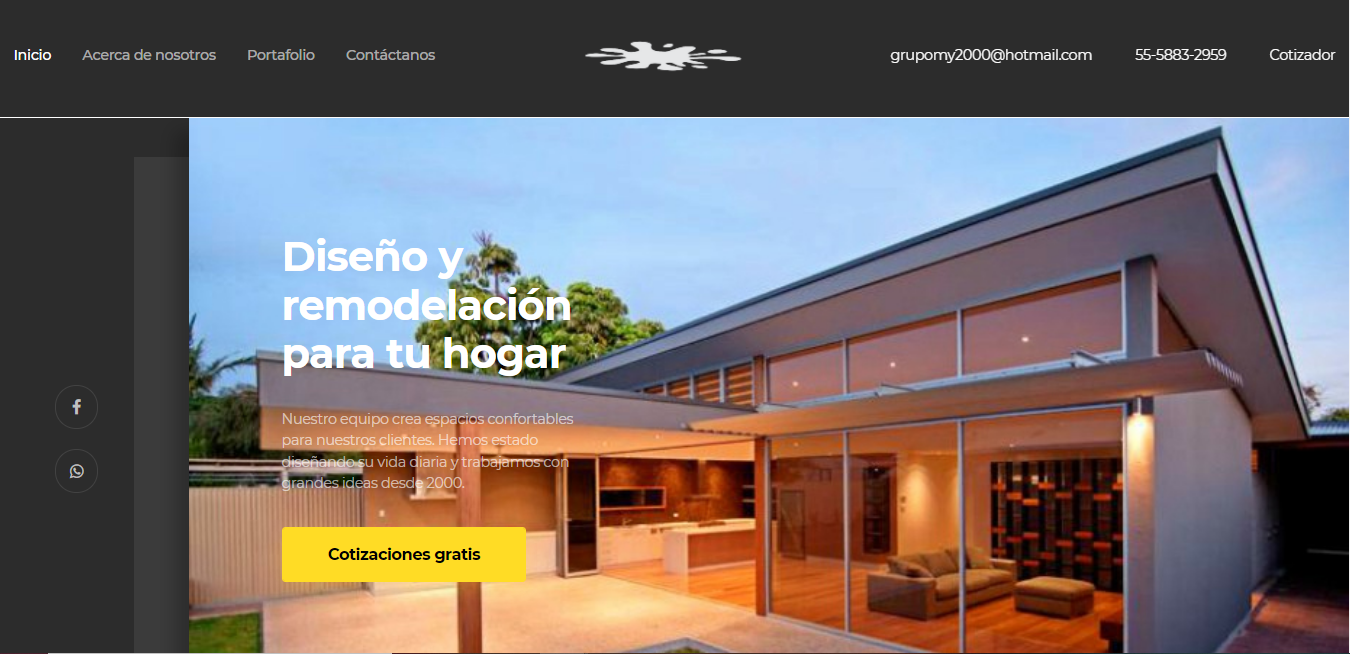 Inicio
Acerca de nosotros
Portafolio
Contáctanos
grupomy2000@hotmail.com
55-5883-2959
Cotizador
Diseño y
remodelación
para tu hogar
Nuestro equipo crea espacios confortables
para nuestros clientes. Hemos estado
diseñando su vida diaria y trabajamos con
grandes ideas desde 2000.
Cotizaciones gratis